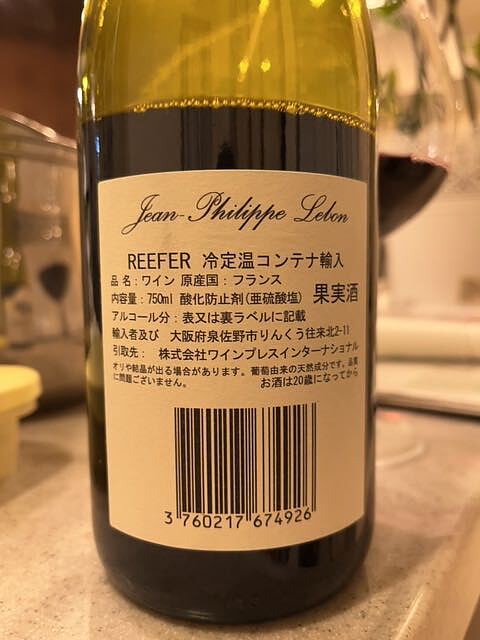 Jean-Philippe Lebon
REEFER 冷定温コンテナ輸入
品名：ワイン 原産国：フランス
内容量：750ml 酸化防止剤(亜硫酸塩) 果実酒
アルコール分：表又は裏ラベルに記載
輸入者及び 大阪府泉佐野市りんくう往来北2-11
引取先： 株式会社ワインプレスインターナショナル
オリや結晶が出る場合があります。葡萄由来の天然成分です。品質
に問題ございません。 お酒は20歳になってから
3 760217 674926